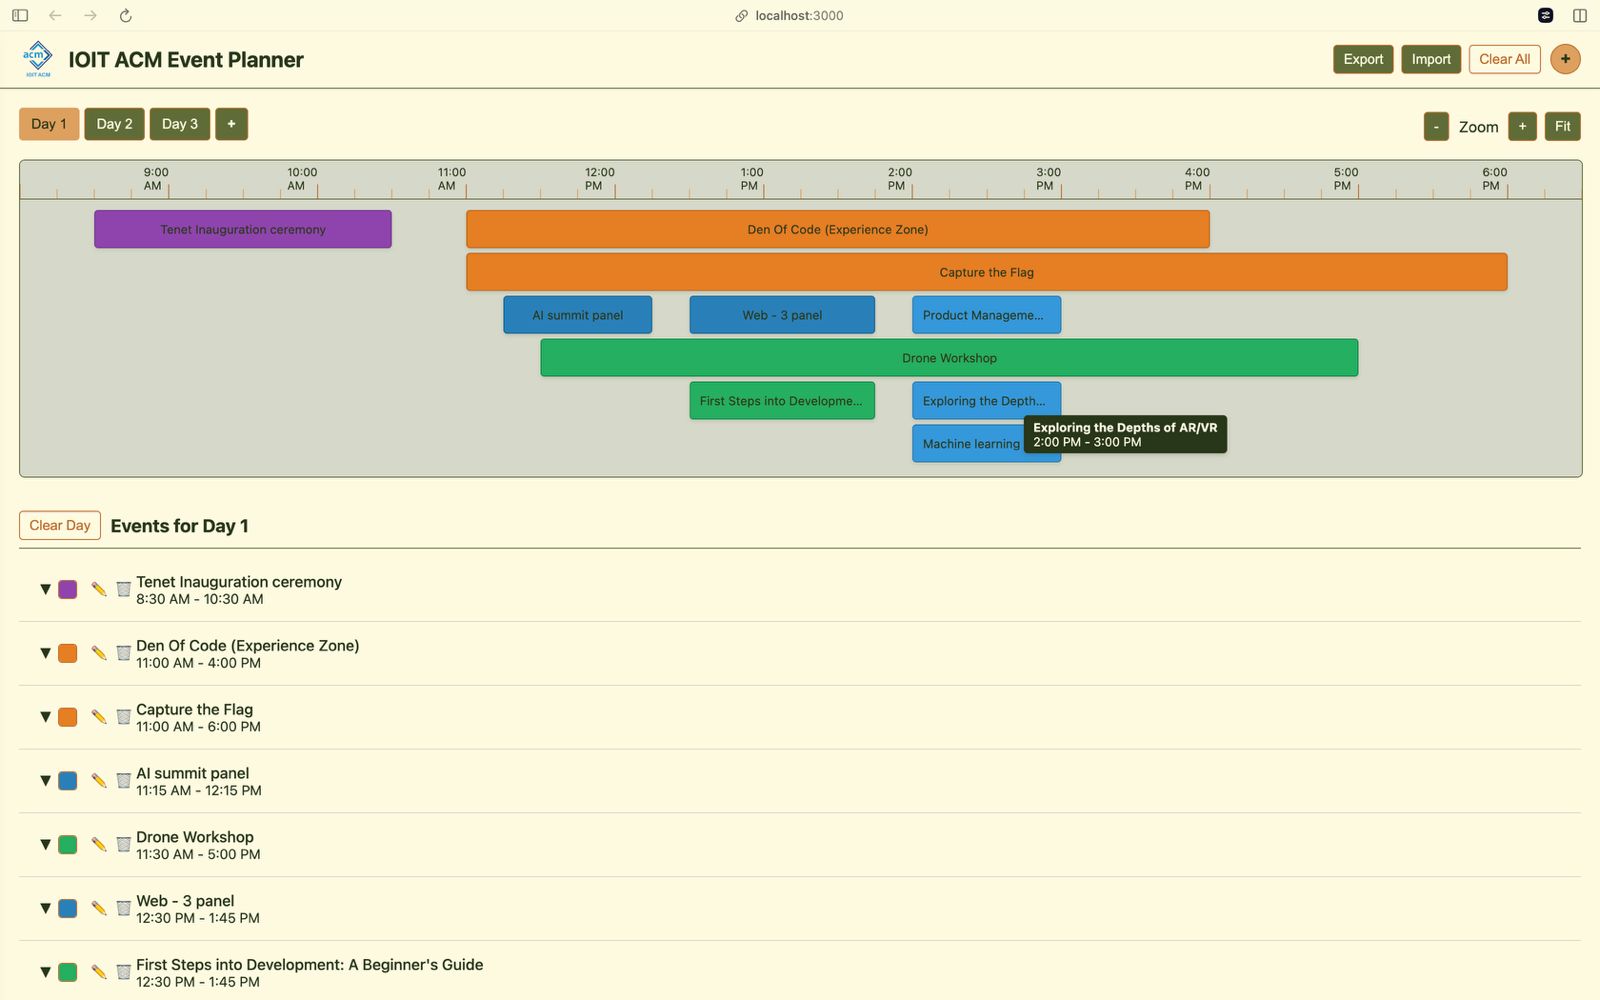 localhost:3000
acm
IOIT ACM
IOIT ACM Event Planner
Export
Import
Clear All
+
Day 1
Day 2
Day 3
+
-
Zoom
+
Fit
9:00
AM
10:00
AM
11:00
AM
12:00
PM
1:00
PM
2:00
PM
3:00
PM
4:00
PM
5:00
PM
6:00
PM
Tenet Inauguration ceremony
Den Of Code (Experience Zone)
Capture the Flag
AI summit panel
Web - 3 panel
Product Manageme...
Drone Workshop
First Steps into Developme...
Exploring the Depth...
Machine learning
Exploring the Depths of AR/VR
2:00 PM - 3:00 PM
Clear Day
Events for Day 1
Tenet Inauguration ceremony
8:30 AM - 10:30 AM
Den Of Code (Experience Zone)
11:00 AM - 4:00 PM
Capture the Flag
11:00 AM - 6:00 PM
AI summit panel
11:15 AM - 12:15 PM
Drone Workshop
11:30 AM - 5:00 PM
Web - 3 panel
12:30 PM - 1:45 PM
First Steps into Development: A Beginner's Guide
12:30 PM - 1:45 PM